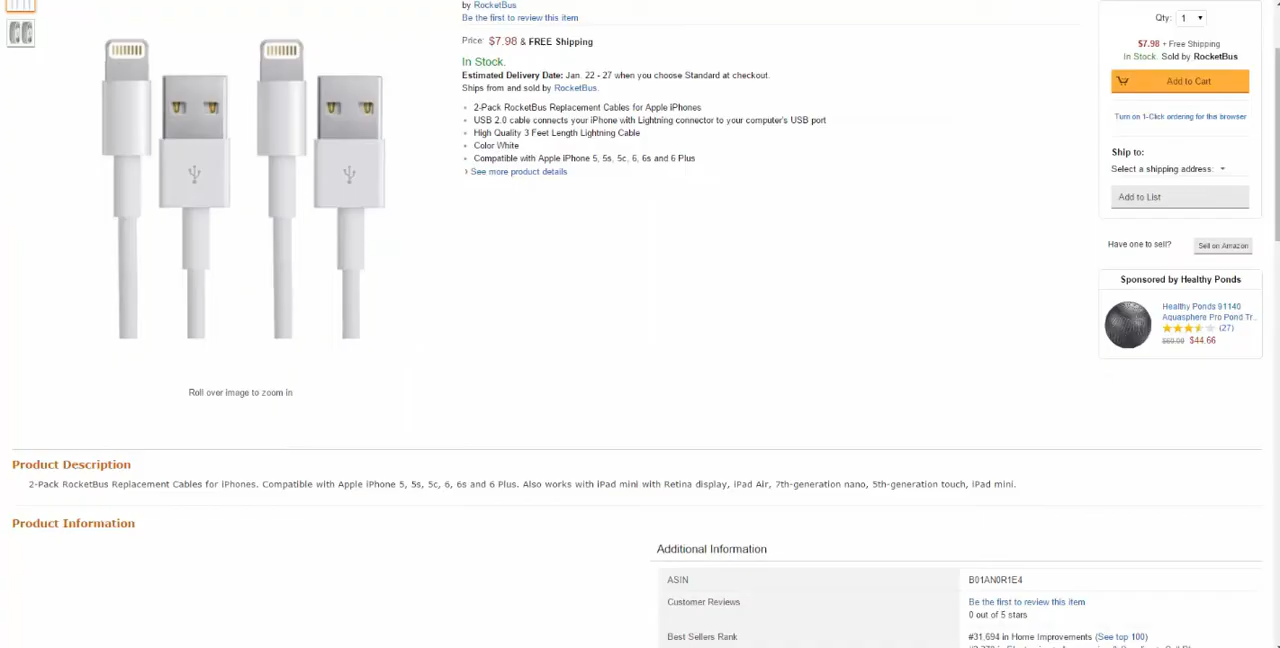 by RocketBus
Be the first to review this item
Price: $7.98 & FREE Shipping
In Stock.
Estimated Delivery Date: Jan. 22 - 27 when you choose Standard at checkout.
Ships from and sold by RocketBus.
2-Pack RocketBus Replacement Cables for Apple iPhones
USB 2.0 cable connects your iPhone with Lightning connector to your computer's USB port
High Quality 3 Feet Length Lightning Cable
Color White
Compatible with Apple iPhone 5, 5s, 5c, 6, 6s and 6 Plus
› See more product details
Roll over image to zoom in
Qty: 1
$7.98 + Free Shipping
In Stock. Sold by RocketBus
Add to Cart
Turn on 1-Click ordering for this browser
Ship to:
Select a shipping address:
Add to List
Have one to sell? Sell on Amazon
Sponsored by Healthy Ponds
Healthy Ponds 91140
Aquasphere Pro Pond Tr...
(27)
$44.66
Product Description
2-Pack RocketBus Replacement Cables for iPhones. Compatible with Apple iPhone 5, 5s, 5c, 6, 6s and 6 Plus. Also works with iPad mini with Retina display, iPad Air, 7th-generation nano, 5th-generation touch, iPad mini.
Product Information
Additional Information
ASIN B01AN0R1E4
Customer Reviews Be the first to review this item
0 out of 5 stars
Best Sellers Rank #31,694 in Home Improvements (See top 100)